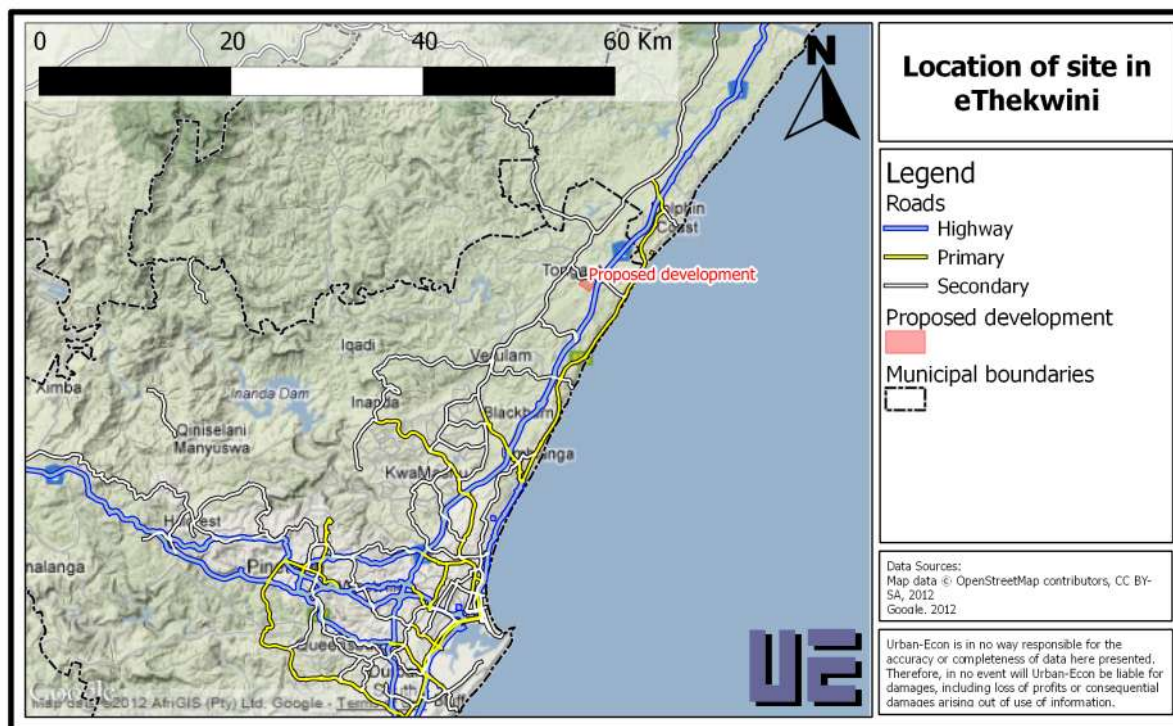 0 20 40 60 Km
N
Location of site in
eThekwini
Legend
Roads
Highway
Primary
Secondary
Proposed development
Municipal boundaries
Coast
Proposed development
Iqadi
Verulam
Ximba
Inanda Dam
Inanda
Qiniselani
Manyuswa
Data Sources:
Map data © OpenStreetMap contributors, CC BY-
SA, 2012
Google, 2012
Urban-Econ is in no way responsible for the
accuracy or completeness of data here presented.
Therefore, in no event will Urban-Econ be liable for
damages, including loss of profits or consequential
damages arising out of use of information.
UE
Google
Map data ©2012 AfriGIS (Pty) Ltd, Google -